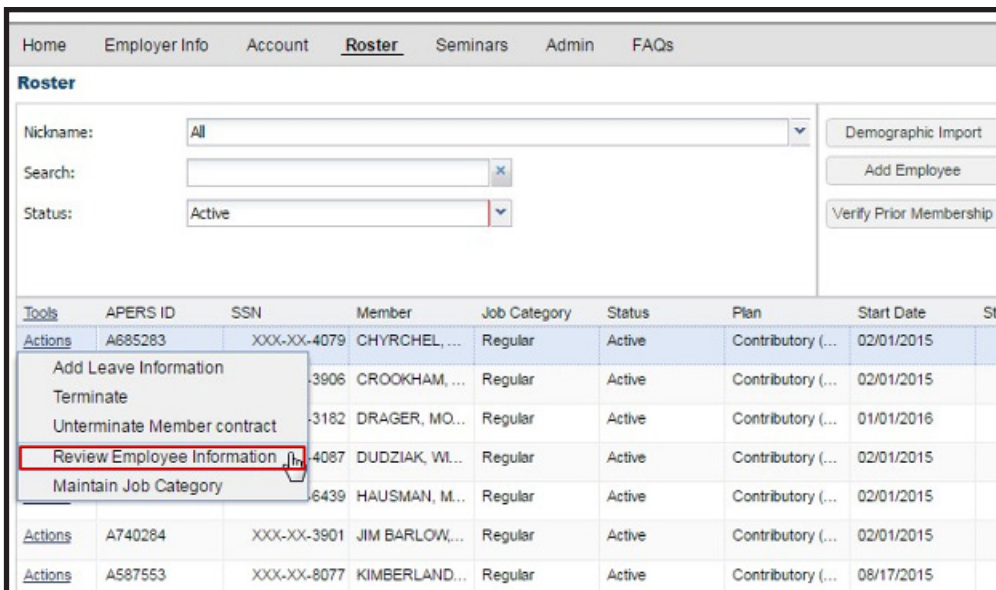 Home Employer Info Account Roster Seminars Admin FAQs
Roster
Nickname: All Demographic Import
Search: Add Employee
Status: Active Verify Prior Membership
Tools APERS ID SSN Member Job Category Status Plan Start Date St
Actions A685283 XXX-XX-4079 CHYRCHEL, ... Regular Active Contributory (... 02/01/2015
Add Leave Information
-3906 CROOKHAM, ... Regular Active Contributory (... 02/01/2015
Terminate
Unterminate Member contract
-3182 DRAGER, MO... Regular Active Contributory (... 01/01/2016
Review Employee Information
-4087 DUDZIAK, WI... Regular Active Contributory (... 02/01/2015
Maintain Job Category
-6439 HAUSMAN, M... Regular Active Contributory (... 02/01/2015
Actions A740284 XXX-XX-3901 JIM BARLOW,... Regular Active Contributory (... 02/01/2015
Actions A587553 XXX-XX-8077 KIMBERLAND... Regular Active Contributory (... 08/17/2015